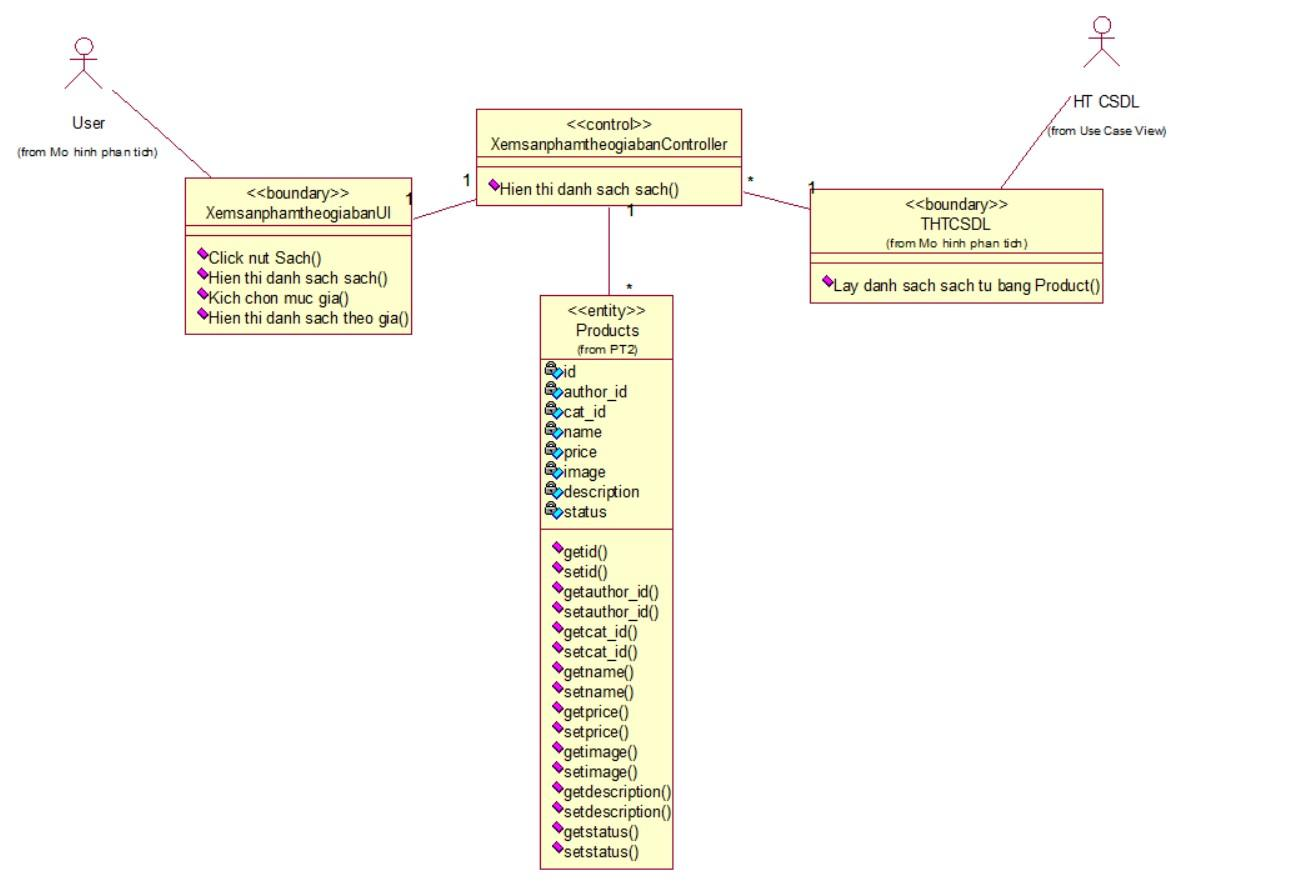 User
(from Mo hinh phan tich)
HT CSDL
(from Use Case View)
<<control>>
XemsanphamtheogiabanController
Hien thi danh sach sach()
<<boundary>>
XemsanphamtheogiabanUI
Click nut Sach()
Hien thi danh sach sach()
Kich chon muc gia()
Hien thi danh sach theo gia()
1
1
*
1
<<boundary>>
THTCSDL
(from Mo hinh phan tich)
Lay danh sach sach tu bang Product()
1
*
<<entity>>
Products
(from PT2)
id
author_id
cat_id
name
price
image
description
status
getid()
setid()
getauthor_id()
setauthor_id()
getcat_id()
setcat_id()
getname()
setname()
getprice()
setprice()
getimage()
setimage()
getdescription()
setdescription()
getstatus()
setstatus()